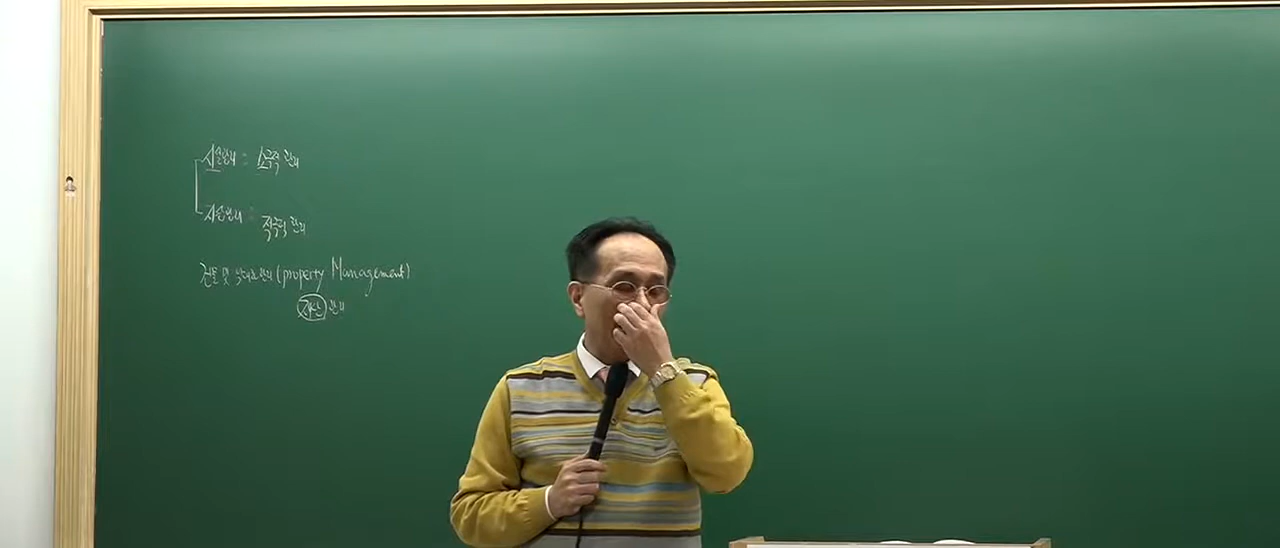 시설관리 : 소극적 관리
자산관리 : 적극적 관리
건물 및 임대차 관리 (property Management)
자산 관리